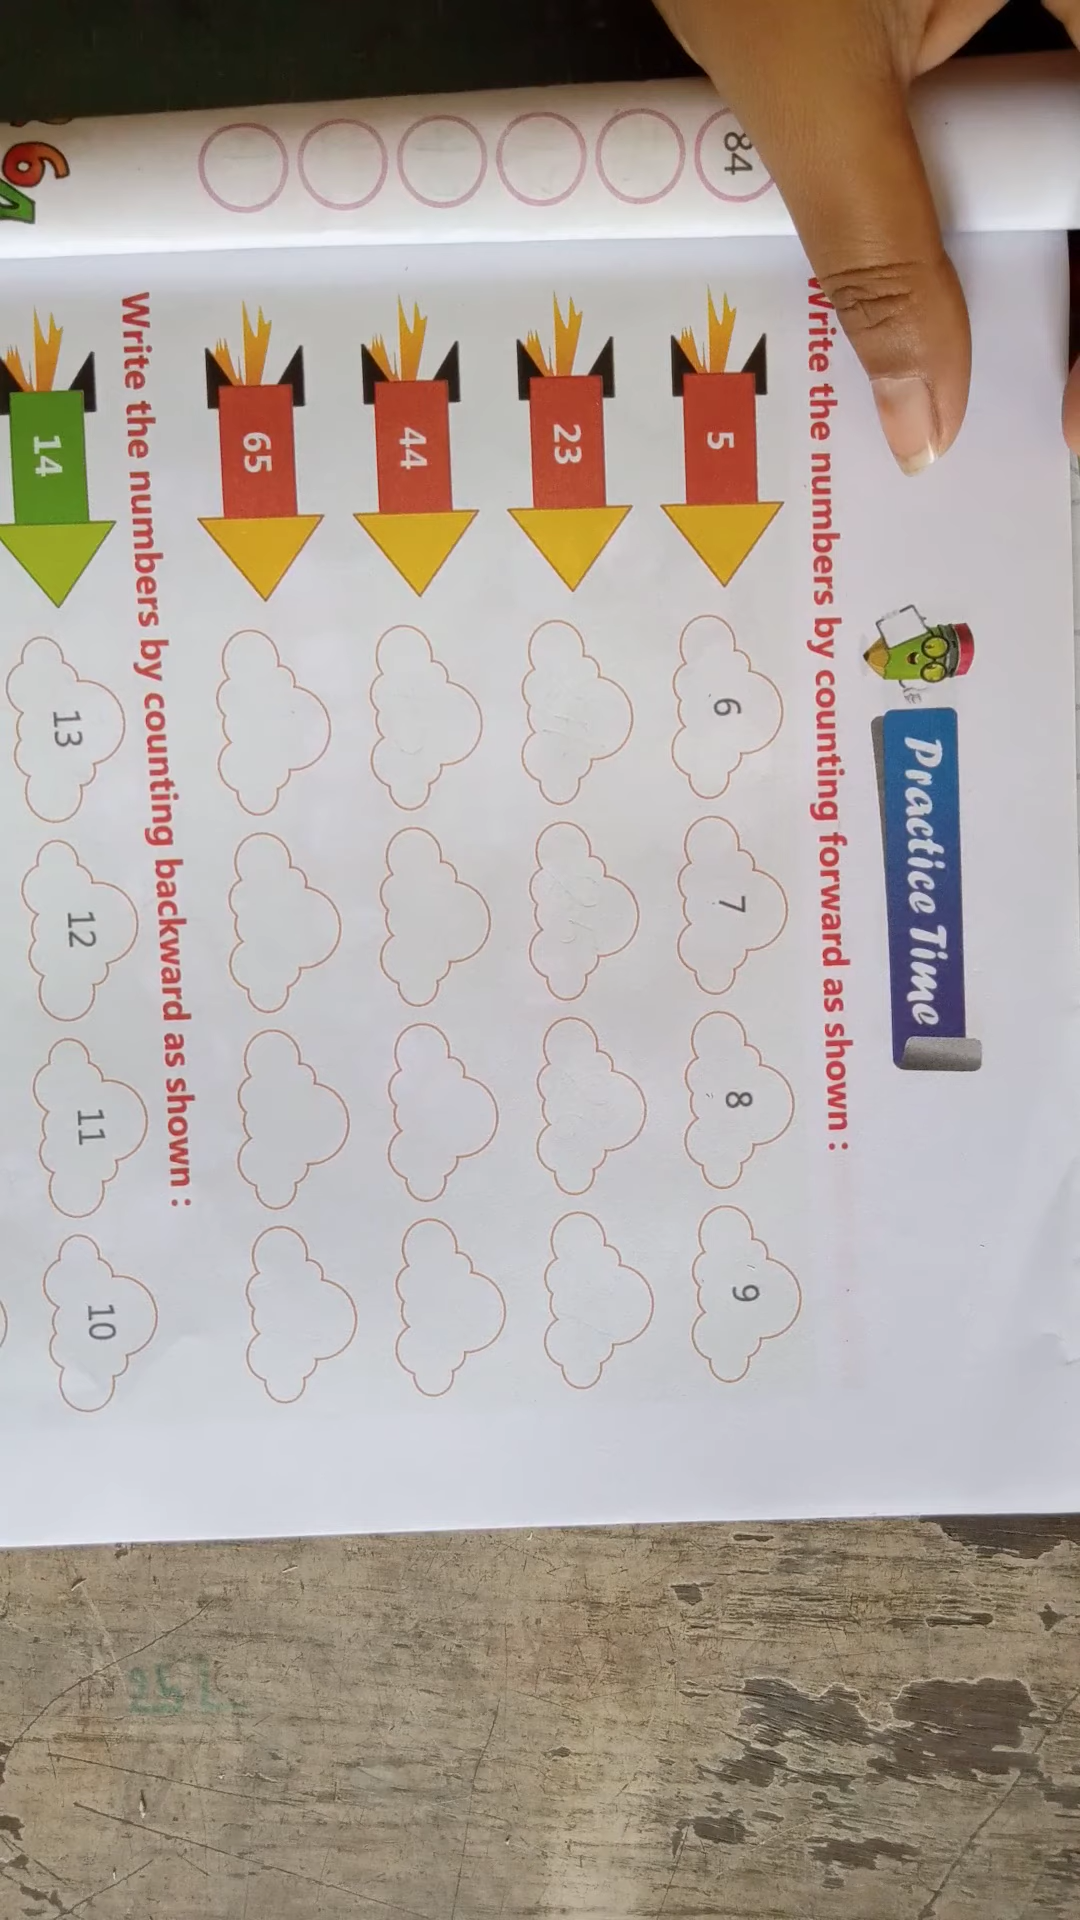 84
Practice Time
Write the numbers by counting forward as shown :
5 6 7 8 9
23
44
65
Write the numbers by counting backward as shown :
14 13 12 11 10